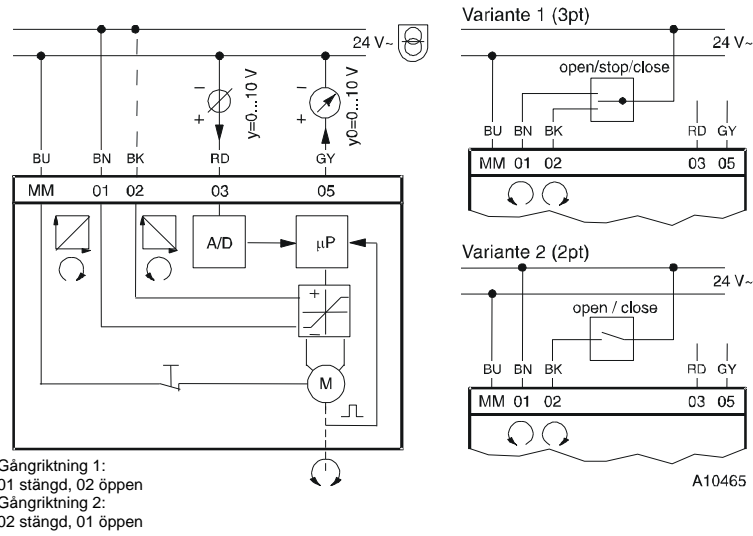 24 V~
y=0...10 V
y0=0...10 V
BU BN BK RD GY
MM 01 02 03 05
A/D
µP
M
Gångriktning 1:
01 stängd, 02 öppen
Gångriktning 2:
02 stängd, 01 öppen
Variante 1 (3pt)
24 V~
open/stop/close
BU BN BK RD GY
MM 01 02 03 05
Variante 2 (2pt)
24 V~
open / close
BU BN BK RD GY
MM 01 02 03 05
A10465